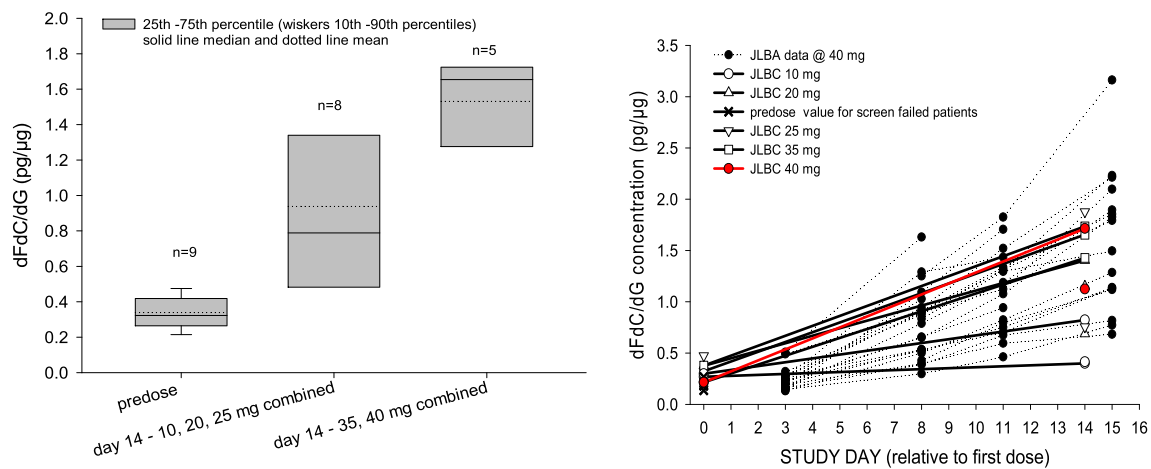 25th -75th percentile (wiskers 10th -90th percentiles)
solid line median and dotted line mean
dFdC/dG (pg/µg)
2.0
1.8
1.6
1.4
1.2
1.0
0.8
0.6
0.4
0.2
0.0
n=9
n=8
n=5
predose
day 14 - 10, 20, 25 mg combined
day 14 - 35, 40 mg combined
JLBA data @ 40 mg
JLBC 10 mg
JLBC 20 mg
predose value for screen failed patients
JLBC 25 mg
JLBC 35 mg
JLBC 40 mg
dFdC/dG concentration (pg/µg)
3.5
3.0
2.5
2.0
1.5
1.0
0.5
0.0
0 1 2 3 4 5 6 7 8 9 10 11 12 13 14 15 16
STUDY DAY (relative to first dose)